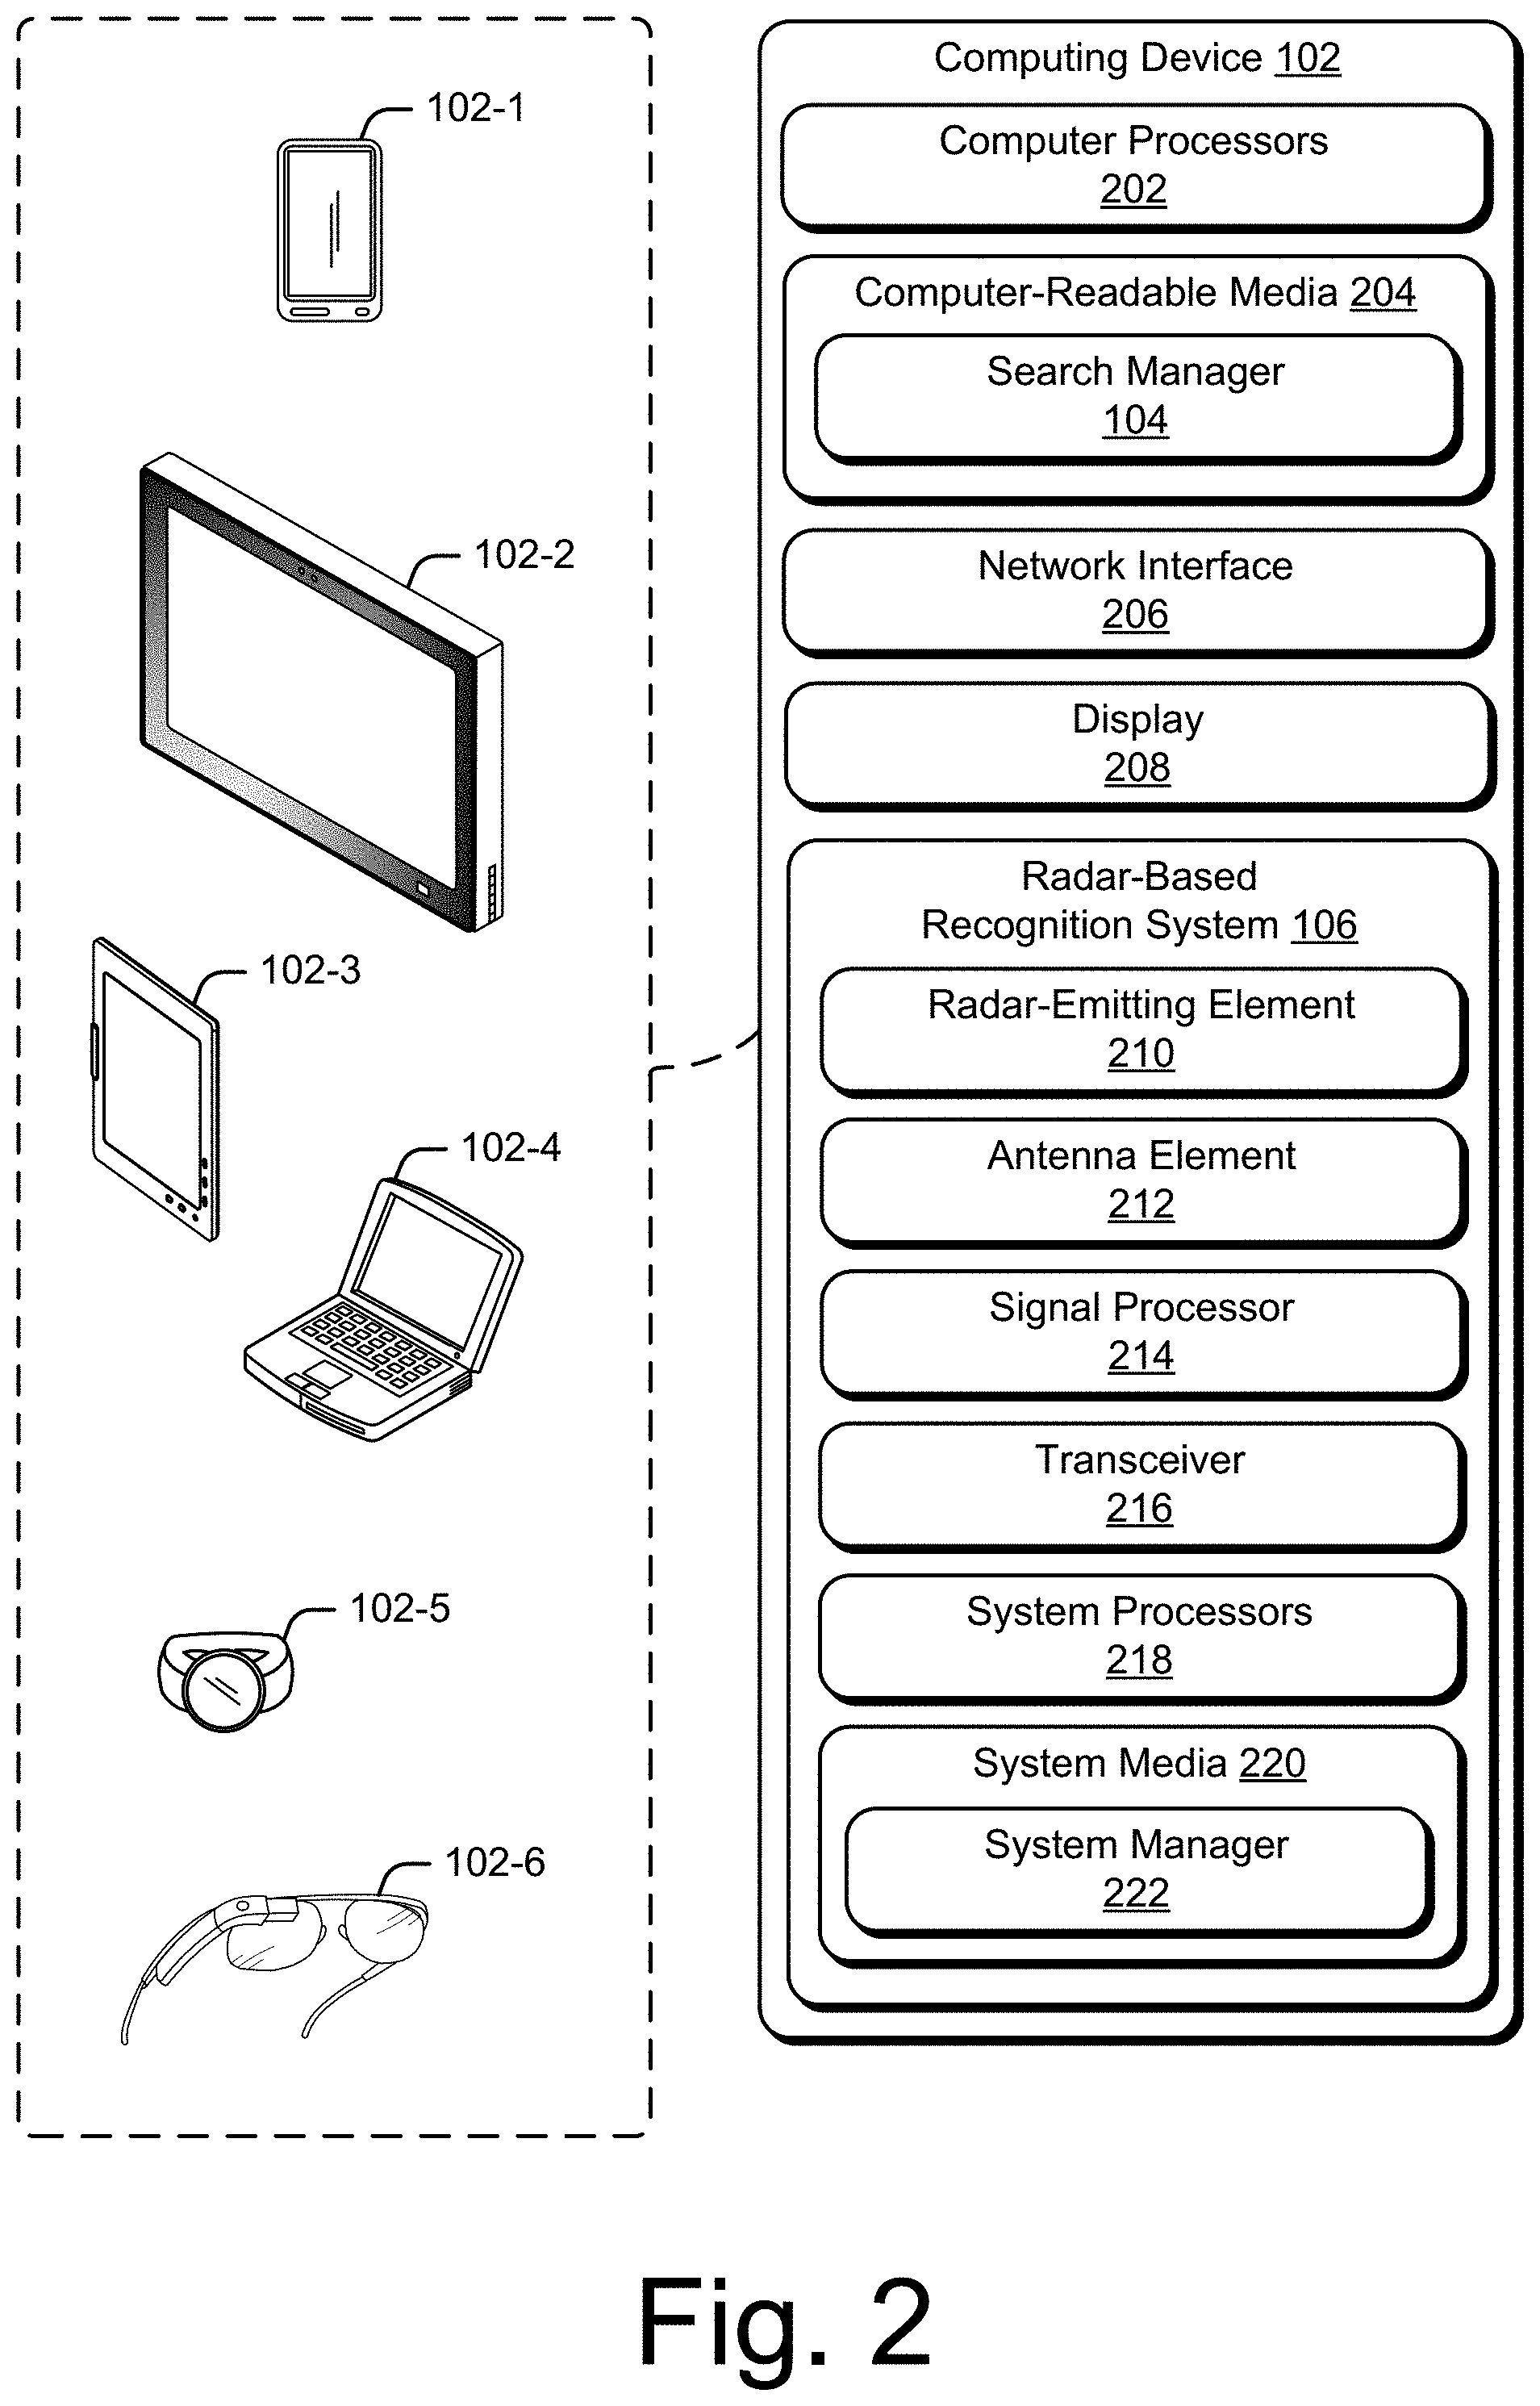 102-1
102-2
102-3
102-4
102-5
102-6
Computing Device 102
Computer Processors
202
Computer-Readable Media 204
Search Manager
104
Network Interface
206
Display
208
Radar-Based
Recognition System 106
Radar-Emitting Element
210
Antenna Element
212
Signal Processor
214
Transceiver
216
System Processors
218
System Media 220
System Manager
222
Fig. 2